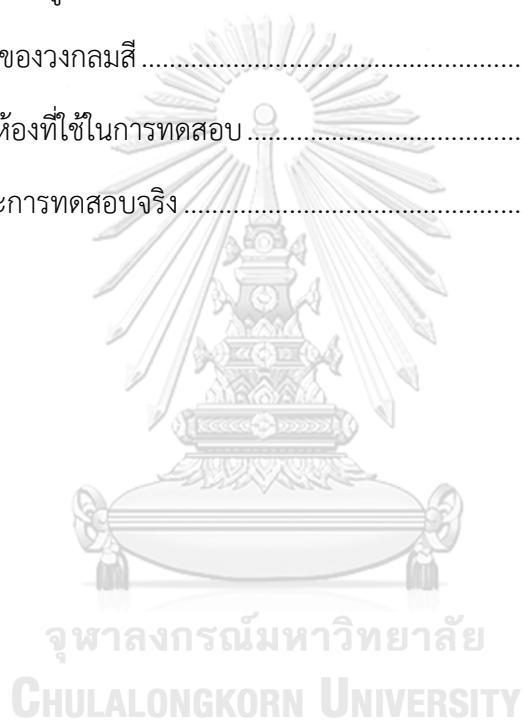 ของวงกลมสี ......................................................
ห้องที่ใช้ในการทดสอบ .......................................
ะการทดสอบจริง ................................................
จุฬาลงกรณ์มหาวิทยาลัย
CHULALONGKORN UNIVERSITY